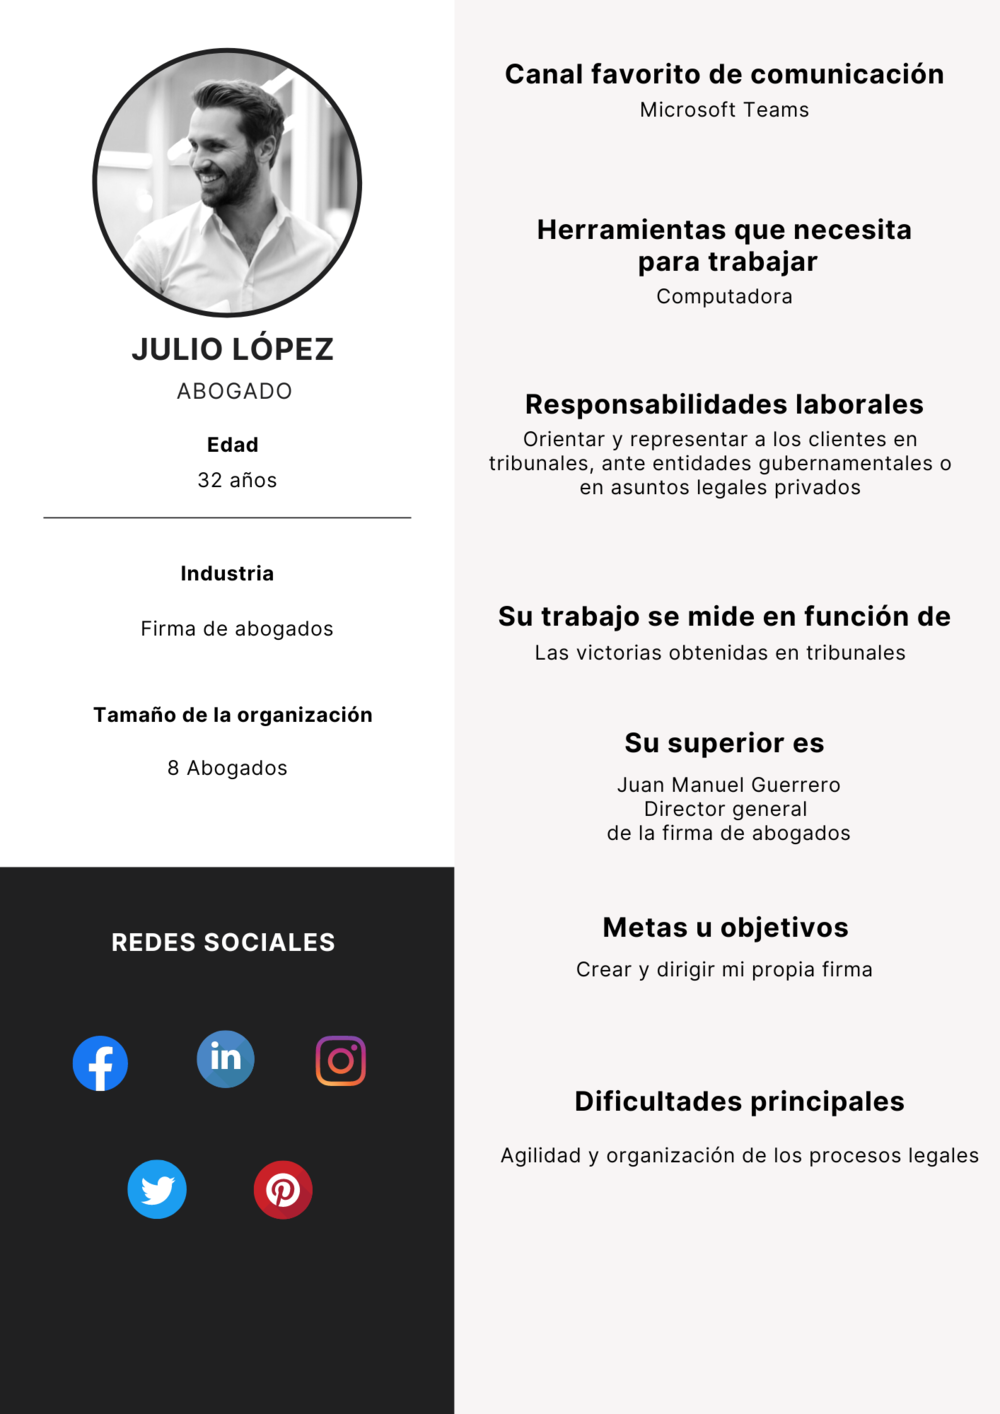 JULIO LÓPEZ
ABOGADO
Edad
32 años
Industria
Firma de abogados
Tamaño de la organización
8 Abogados
REDES SOCIALES
Canal favorito de comunicación
Microsoft Teams
Herramientas que necesita
para trabajar
Computadora
Responsabilidades laborales
Orientar y representar a los clientes en
tribunales, ante entidades gubernamentales o
en asuntos legales privados
Su trabajo se mide en función de
Las victorias obtenidas en tribunales
Su superior es
Juan Manuel Guerrero
Director general
de la firma de abogados
Metas u objetivos
Crear y dirigir mi propia firma
Dificultades principales
Agilidad y organización de los procesos legales